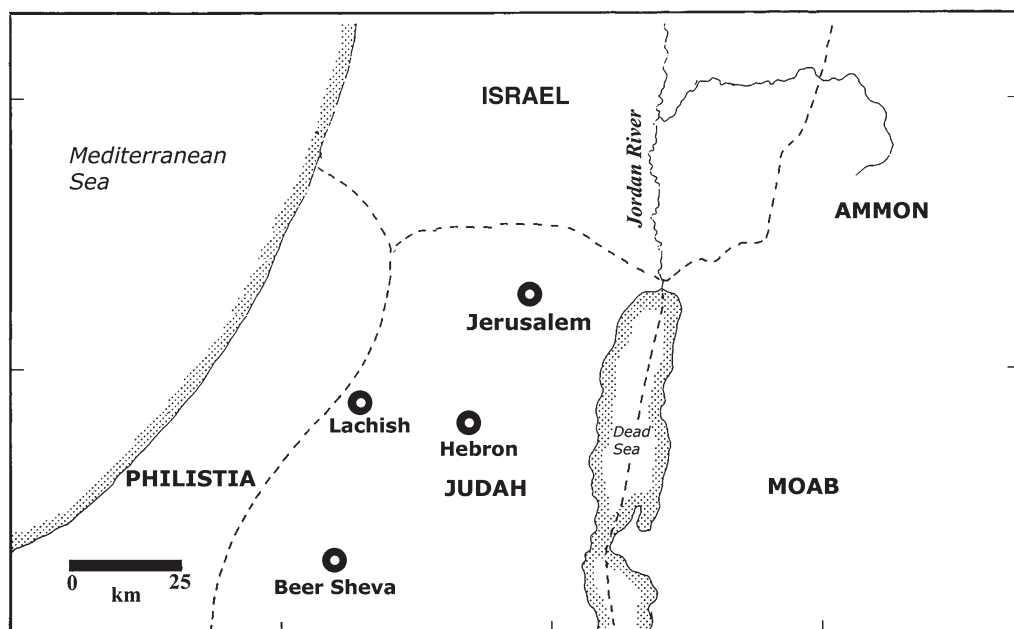 ISRAEL
Mediterranean
Sea
Jordan River
AMMON
Jerusalem
Lachish
Hebron
Dead
Sea
PHILISTIA
JUDAH
MOAB
0 25
km
Beer Sheva